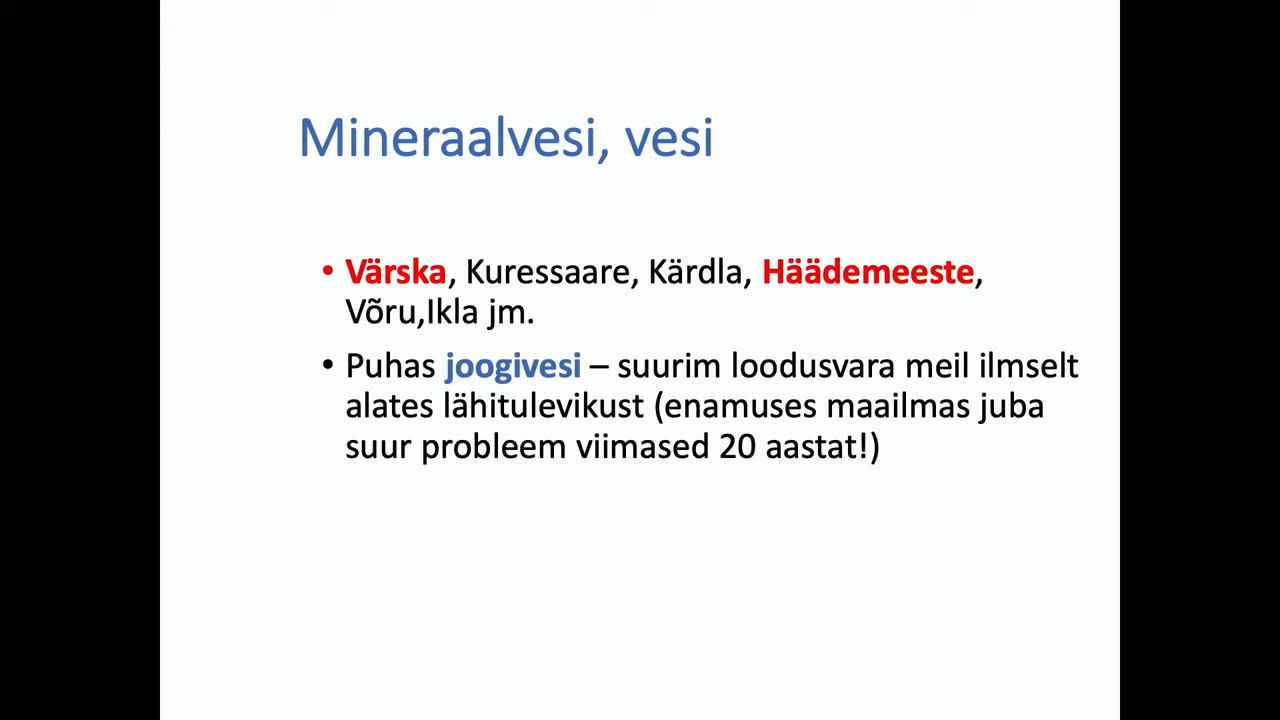 Mineraalvesi, vesi
• Värska, Kuressaare, Kärdla, Häädemeeste,
Võru,Ikla jm.
• Puhas joogivesi – suurim loodusvara meil ilmselt
alates lähitulevikust (enamuses maailmas juba
suur probleem viimased 20 aastat!)